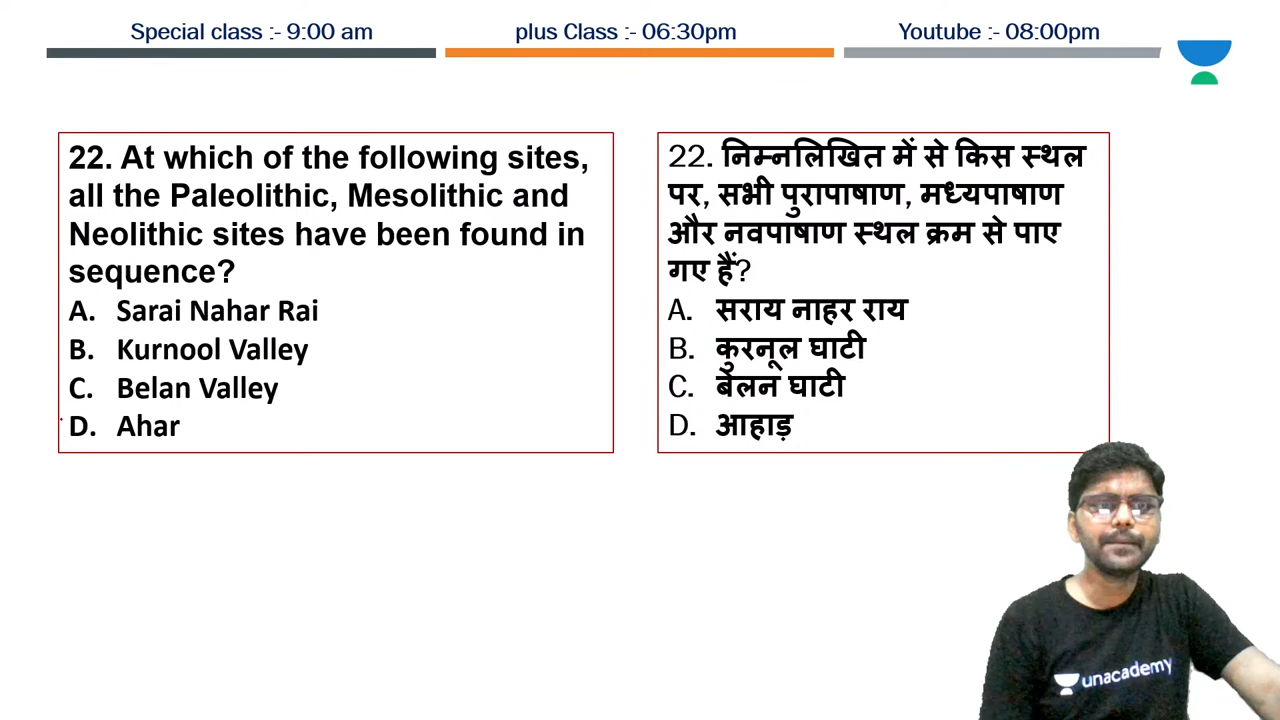 Special class :- 9:00 am
plus Class :- 06:30pm
Youtube :- 08:00pm
22. At which of the following sites,
all the Paleolithic, Mesolithic and
Neolithic sites have been found in
sequence?
A. Sarai Nahar Rai
B. Kurnool Valley
C. Belan Valley
D. Ahar
22. निम्नलिखित में से किस स्थल
पर, सभी पुरापाषाण, मध्यपाषाण
और नवपाषाण स्थल क्रम से पाए
गए हैं?
A. सराय नाहर राय
B. कुरनूल घाटी
C. बेलन घाटी
D. आहाड़
unacademy